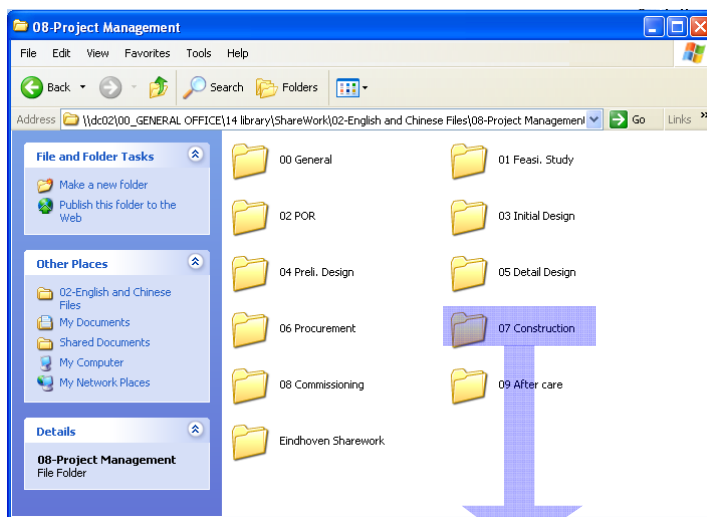 08-Project Management
File Edit View Favorites Tools Help
Back Search Folders
Address \\dc02\00_GENERAL OFFICE\14 library\ShareWork\02-English and Chinese Files\08-Project Management Go Links »
File and Folder Tasks
Make a new folder
Publish this folder to the
Web
Other Places
02-English and Chinese
Files
My Documents
Shared Documents
My Computer
My Network Places
Details
08-Project Management
File Folder
00 General
01 Feasi. Study
02 POR
03 Initial Design
04 Preli. Design
05 Detail Design
06 Procurement
07 Construction
08 Commissioning
09 After care
Eindhoven Sharework